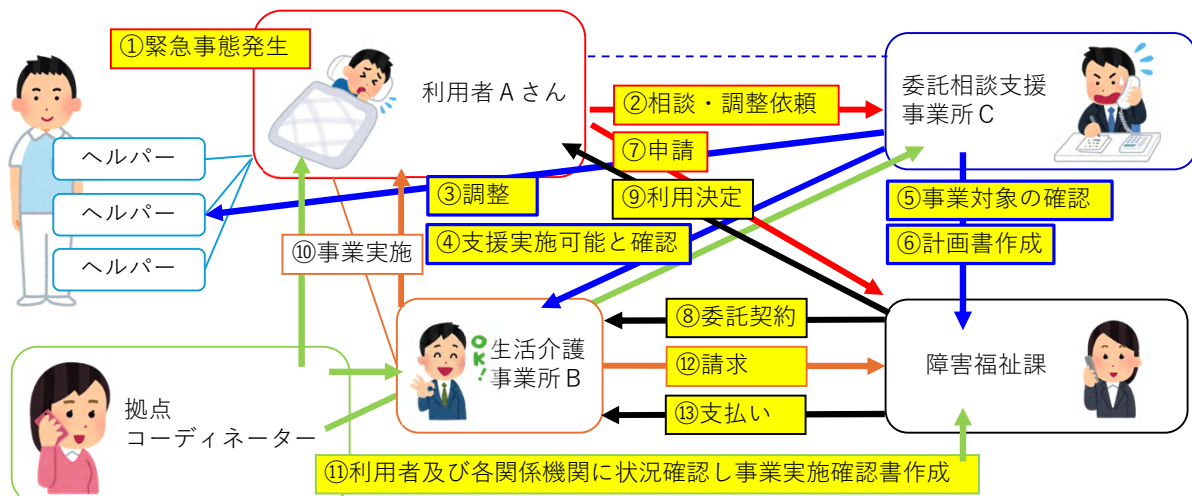 ①緊急事態発生
利用者Aさん
②相談・調整依頼
委託相談支援
事業所C
ヘルパー
⑦申請
ヘルパー
③調整
⑨利用決定
⑤事業対象の確認
ヘルパー
⑩事業実施
④支援実施可能と確認
⑥計画書作成
⑧委託契約
OK!
生活介護
事業所B
⑫請求
障害福祉課
拠点
コーディネーター
⑬支払い
⑪利用者及び各関係機関に状況確認し事業実施確認書作成